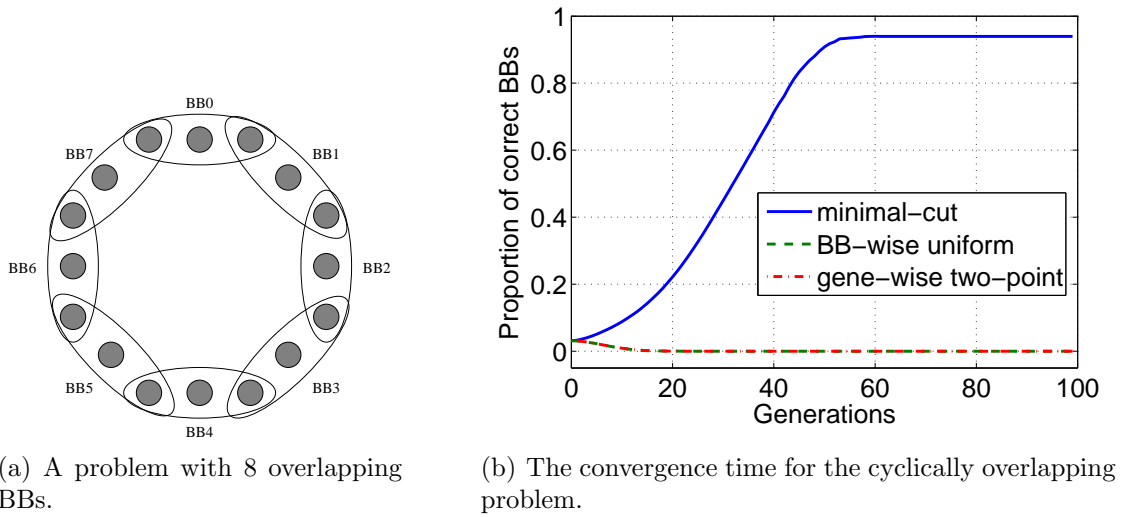 BB0
BB7
BB1
BB6
BB2
BB5
BB3
BB4
(a) A problem with 8 overlapping
BBs.
Proportion of correct BBs
1
0.8
0.6
0.4
0.2
0
minimal−cut
BB−wise uniform
gene−wise two−point
0 20 40 60 80 100
Generations
(b) The convergence time for the cyclically overlapping
problem.